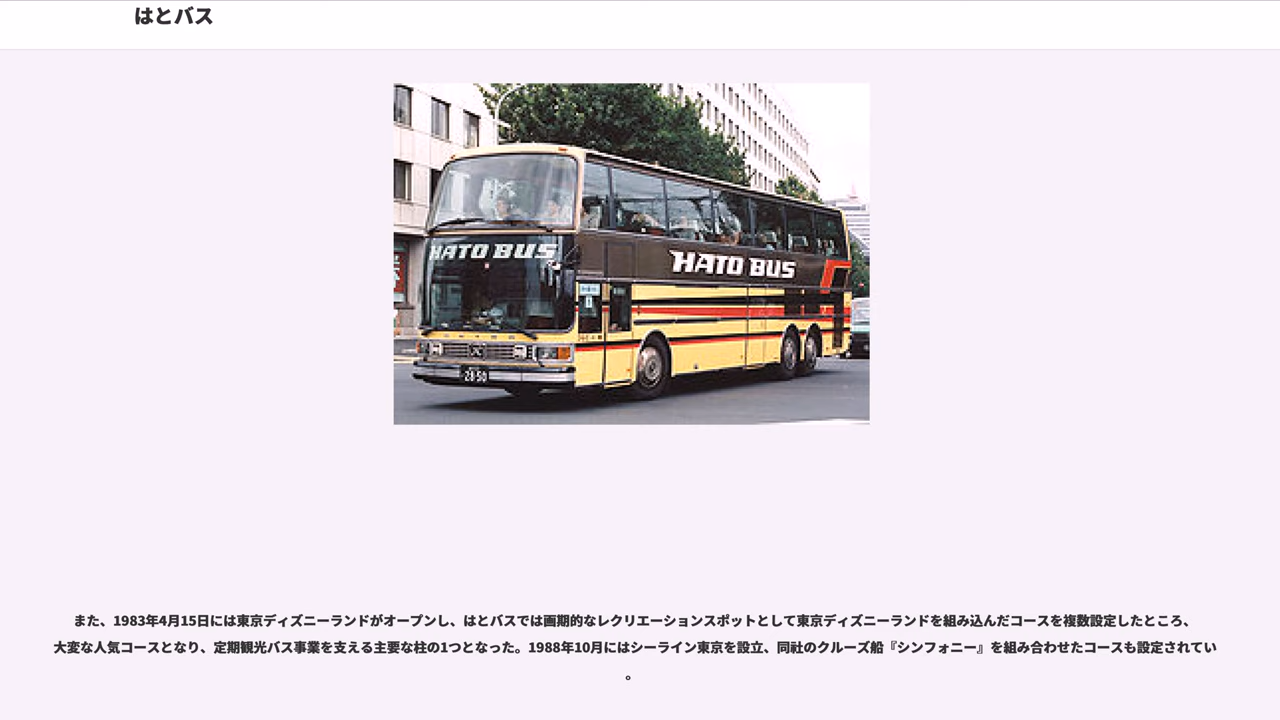 はとバス
HATO BUS
HATO BUS
28-50
また、1983年4月15日には東京ディズニーランドがオープンし、はとバスでは画期的なレクリエーションスポットとして東京ディズニーランドを組み込んだコースを複数設定したところ、
大変な人気コースとなり、定期観光バス事業を支える主要な柱の1つとなった。1988年10月にはシーライン東京を設立、同社のクルーズ船『シンフォニー』を組み合わせたコースも設定されてい
。